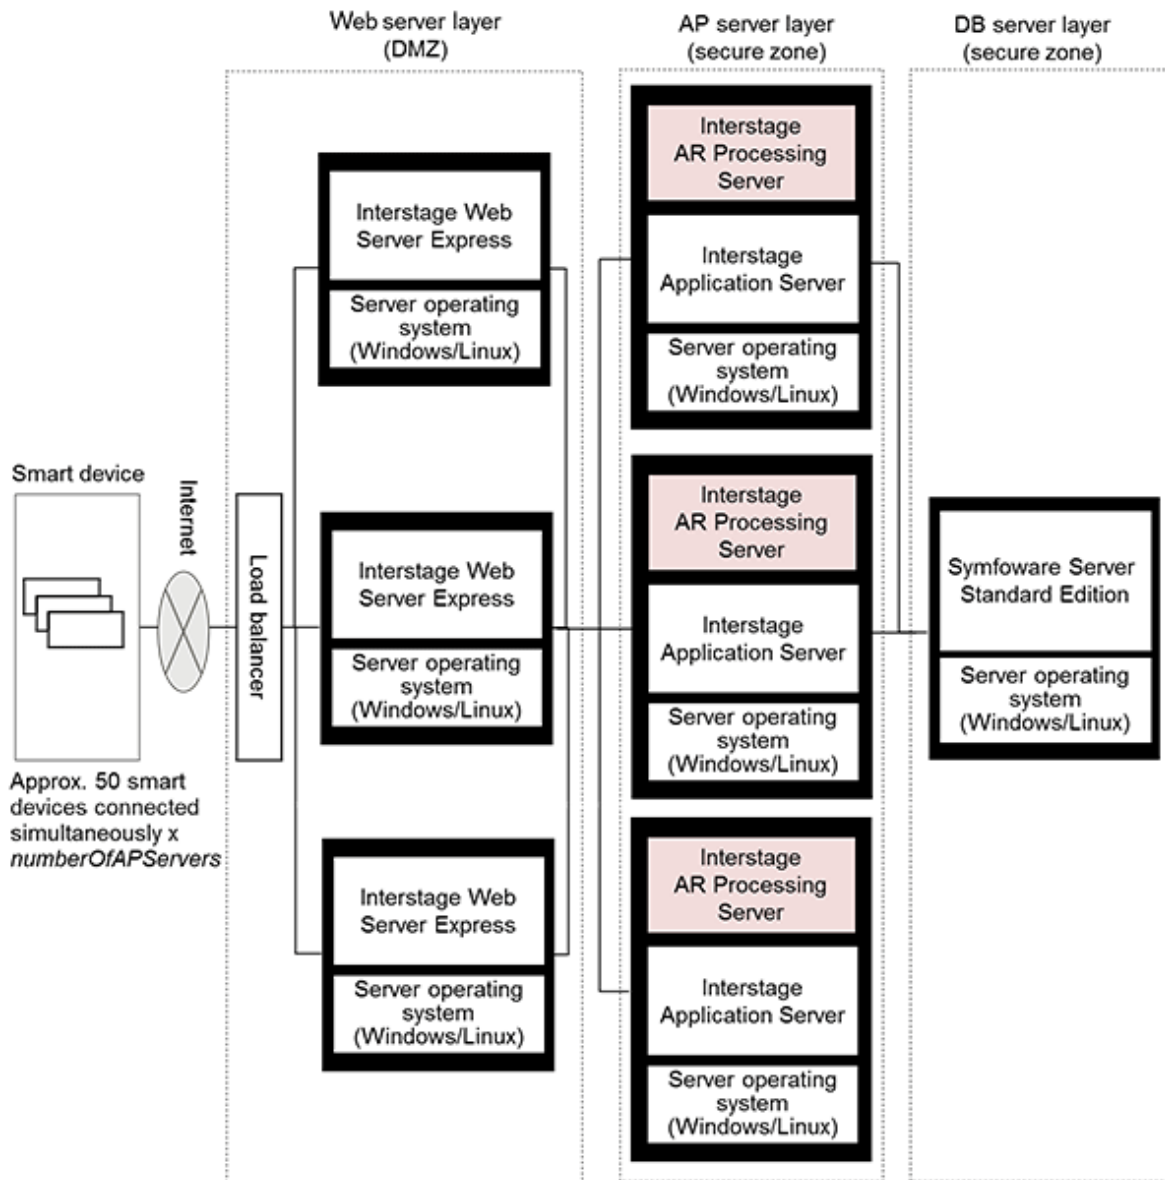 Web server layer
(DMZ)
AP server layer
(secure zone)
DB server layer
(secure zone)
Smart device
Approx. 50 smart
devices connected
simultaneously x
numberOfAPServers
Internet
Load balancer
Interstage Web
Server Express
Server operating
system
(Windows/Linux)
Interstage Web
Server Express
Server operating
system
(Windows/Linux)
Interstage Web
Server Express
Server operating
system
(Windows/Linux)
Interstage
AR Processing
Server
Interstage
Application Server
Server operating
system
(Windows/Linux)
Interstage
AR Processing
Server
Interstage
Application Server
Server operating
system
(Windows/Linux)
Interstage
AR Processing
Server
Interstage
Application Server
Server operating
system
(Windows/Linux)
Symfoware Server
Standard Edition
Server operating
system
(Windows/Linux)